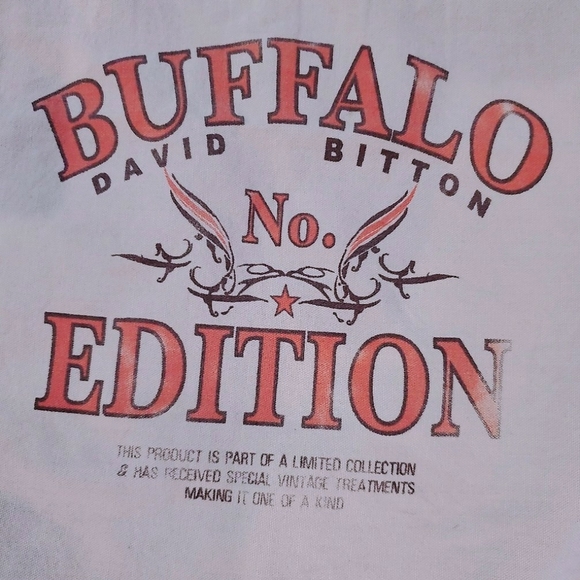 BUFFALO
DAVID BITTON
No.
EDITION
THIS PRODUCT IS PART OF A LIMITED COLLECTION
& HAS RECEIVED SPECIAL VINTAGE TREATMENTS
MAKING IT ONE OF A KIND